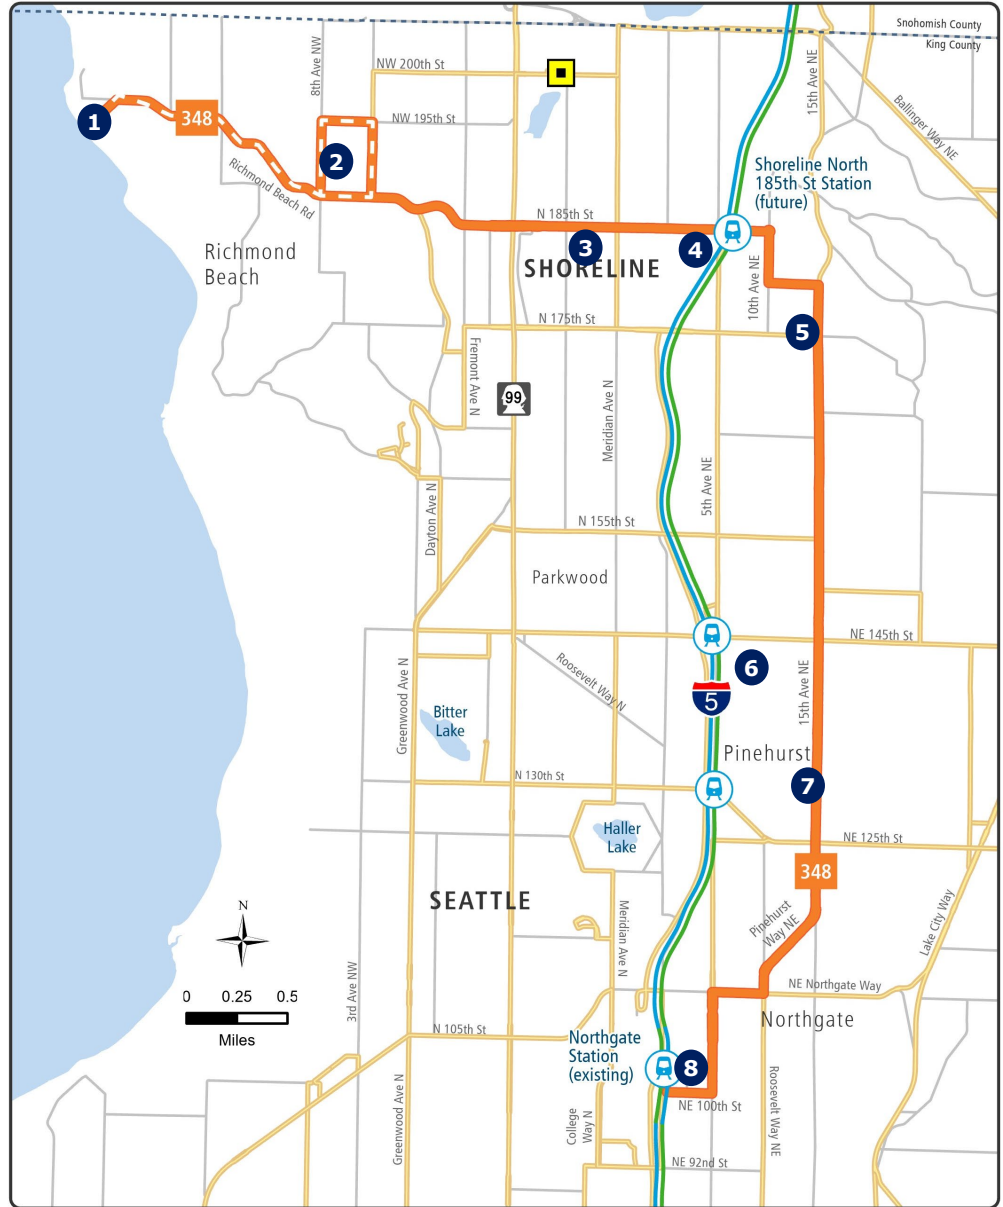 Snohomish County
King County
8th Ave NW
NW 200th St
15th Ave NE
Ballinger Way NE
1
348
NW 195th St
2
Richmond Beach Rd
Shoreline North
185th St Station
(future)
N 185th St
3
4
Richmond
Beach
SHORELINE
10th Ave NE
N 175th St
5
Fremont Ave N
99
Meridian Ave N
5th Ave NE
Dayton Ave N
N 155th St
Parkwood
NE 145th St
6
Roosevelt Way N
5
Greenwood Ave N
15th Ave NE
Bitter
Lake
Pinehurst
N 130th St
7
Haller
Lake
NE 125th St
348
SEATTLE
Meridian Ave N
Pinehurst
Way NE
Lake City Way
N
3rd Ave NW
NE Northgate Way
0 0.25 0.5
Miles
Northgate
N 105th St
Northgate
Station
(existing)
8
NE 100th St
Greenwood Ave N
College
Way N
Roosevelt Way NE
NE 92nd St